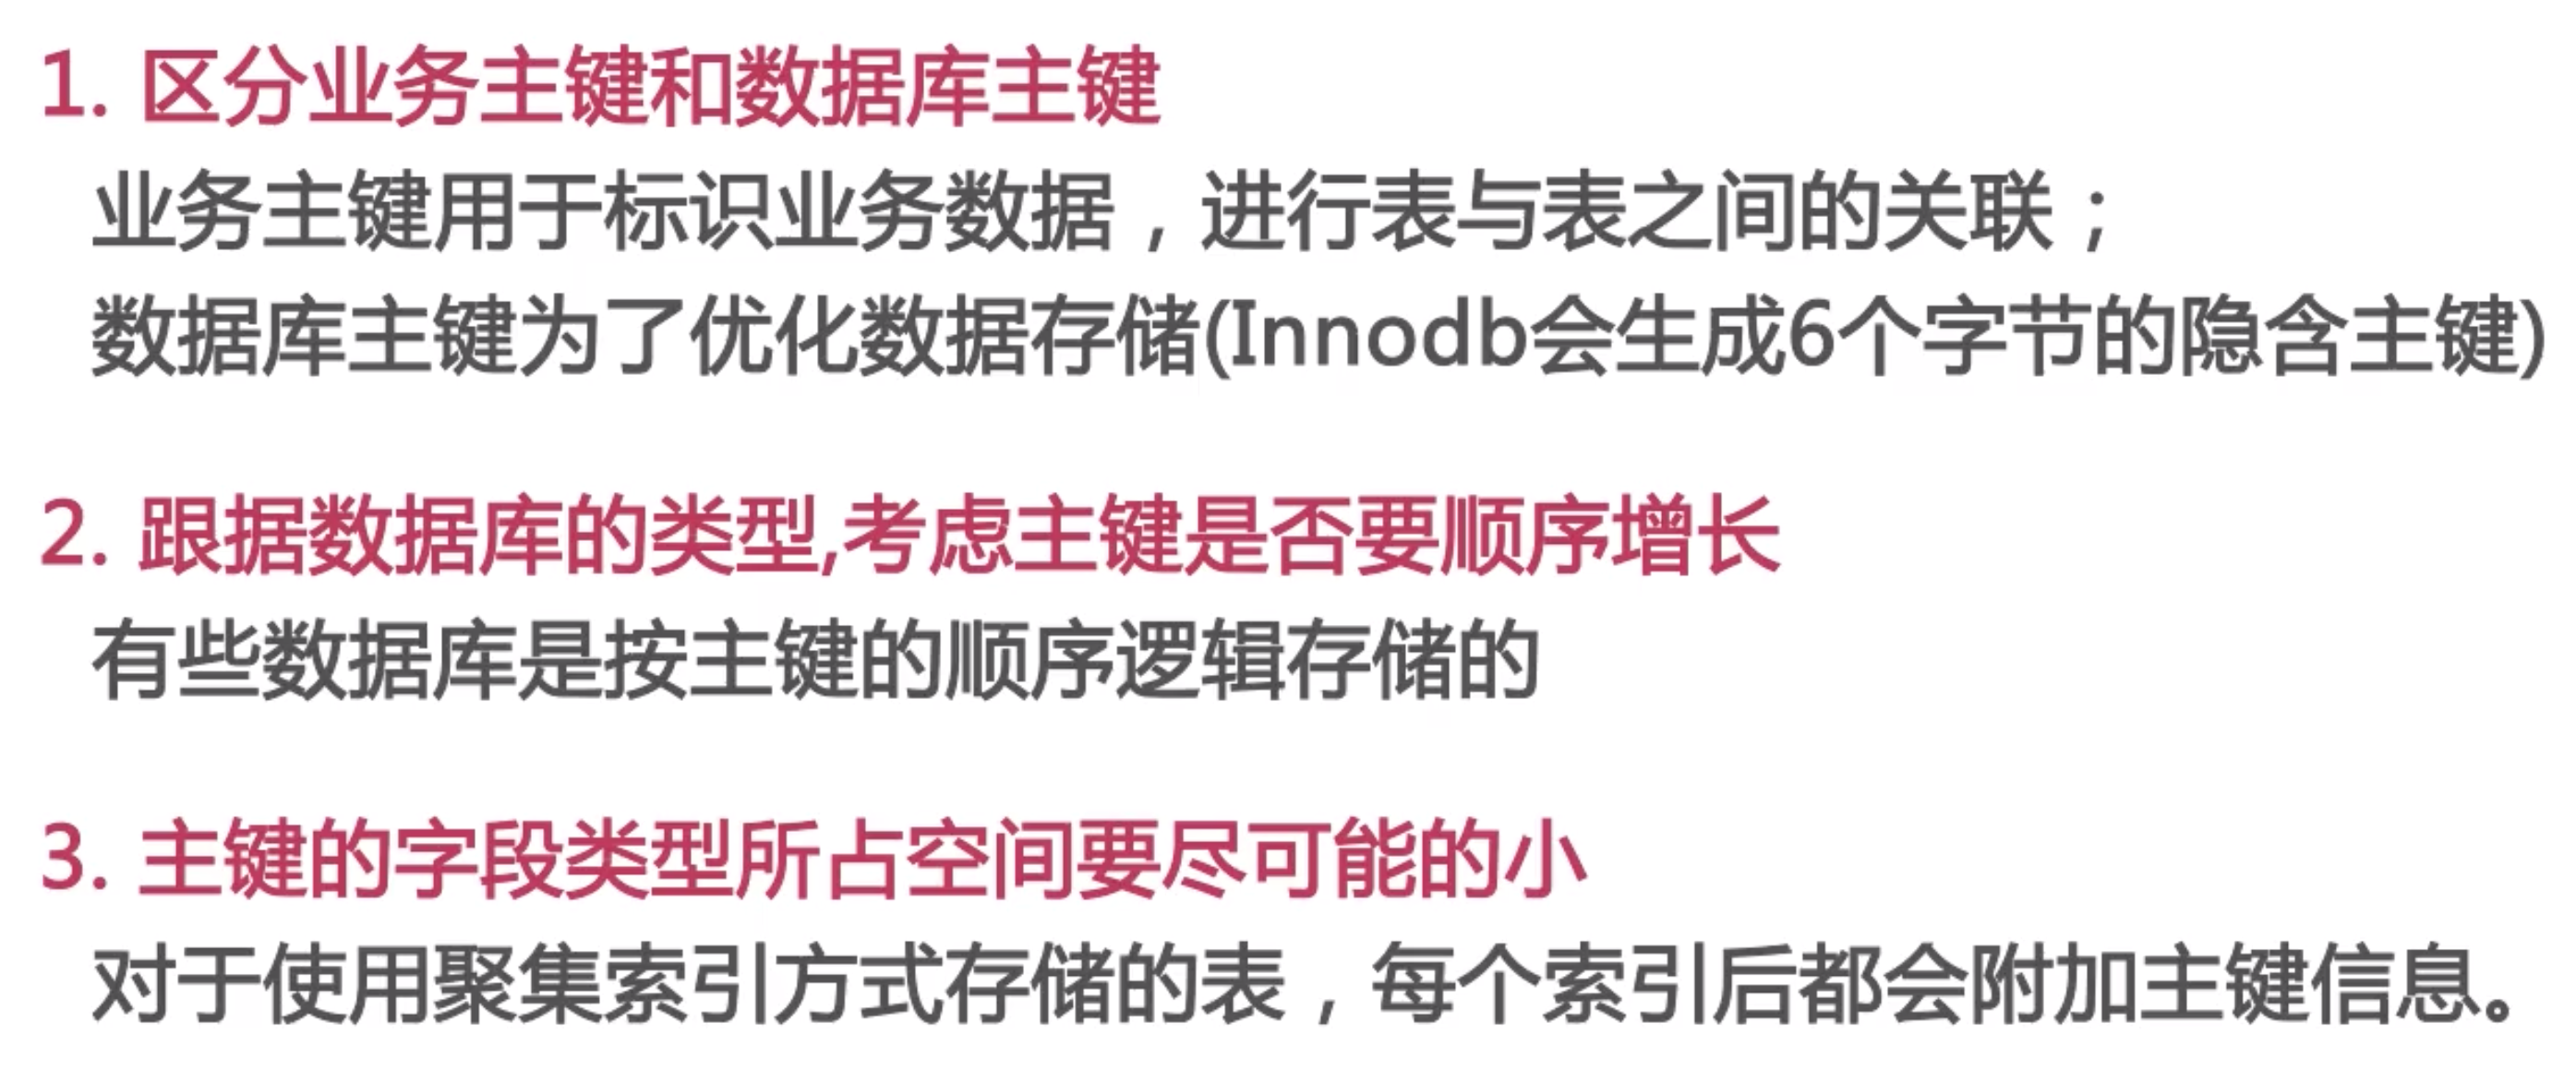 1. 区分业务主键和数据库主键
业务主键用于标识业务数据，进行表与表之间的关联；
数据库主键为了优化数据存储(Innodb会生成6个字节的隐含主键)
2. 跟据数据库的类型,考虑主键是否要顺序增长
有些数据库是按主键的顺序逻辑存储的
3. 主键的字段类型所占空间要尽可能的小
对于使用聚集索引方式存储的表，每个索引后都会附加主键信息。